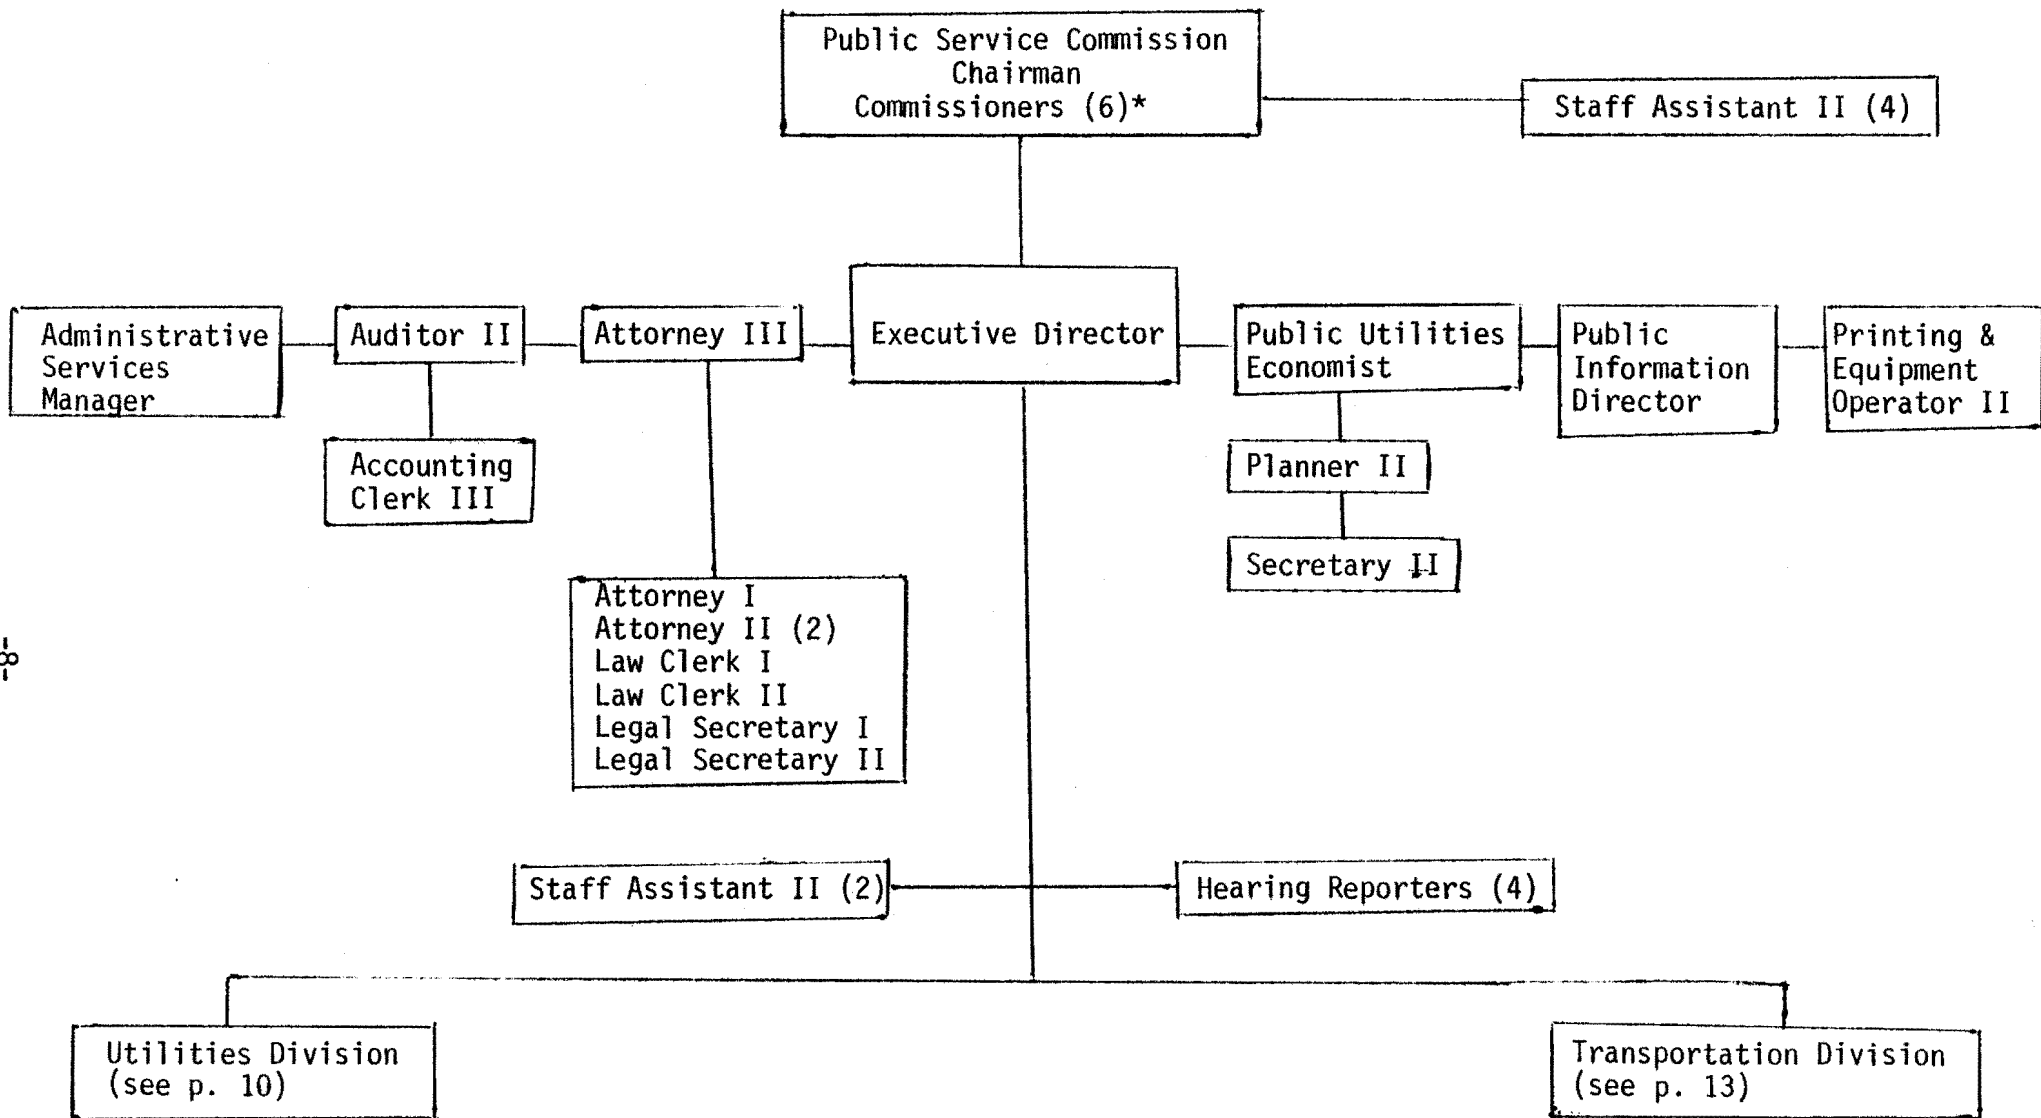 Public Service Commission
Chairman
Commissioners (6)*
Staff Assistant II (4)
Administrative
Services
Manager
Auditor II
Attorney III
Executive Director
Public Utilities
Economist
Public
Information
Director
Printing &
Equipment
Operator II
Accounting
Clerk III
Planner II
Secretary II
Attorney I
Attorney II (2)
Law Clerk I
Law Clerk II
Legal Secretary I
Legal Secretary II
-8-
Staff Assistant II (2)
Hearing Reporters (4)
Utilities Division
(see p. 10)
Transportation Division
(see p. 13)